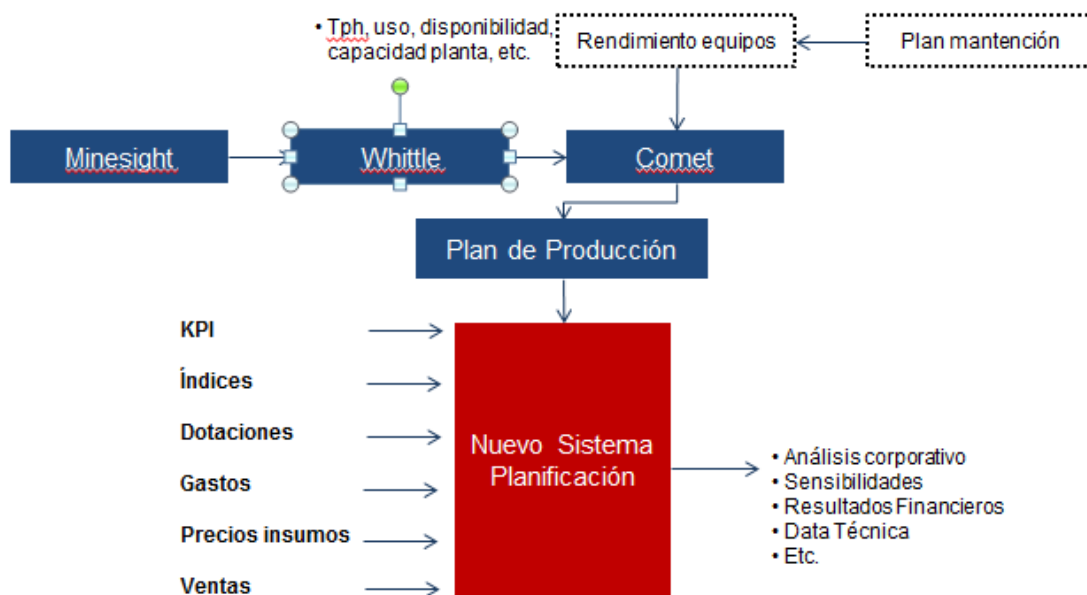 • Tph, uso, disponibilidad,
capacidad planta, etc.
Rendimiento equipos
Plan mantención
Minesight
Whittle
Comet
Plan de Producción
KPI
Índices
Dotaciones
Gastos
Precios insumos
Ventas
Nuevo Sistema
Planificación
• Análisis corporativo
• Sensibilidades
• Resultados Financieros
• Data Técnica
• Etc.